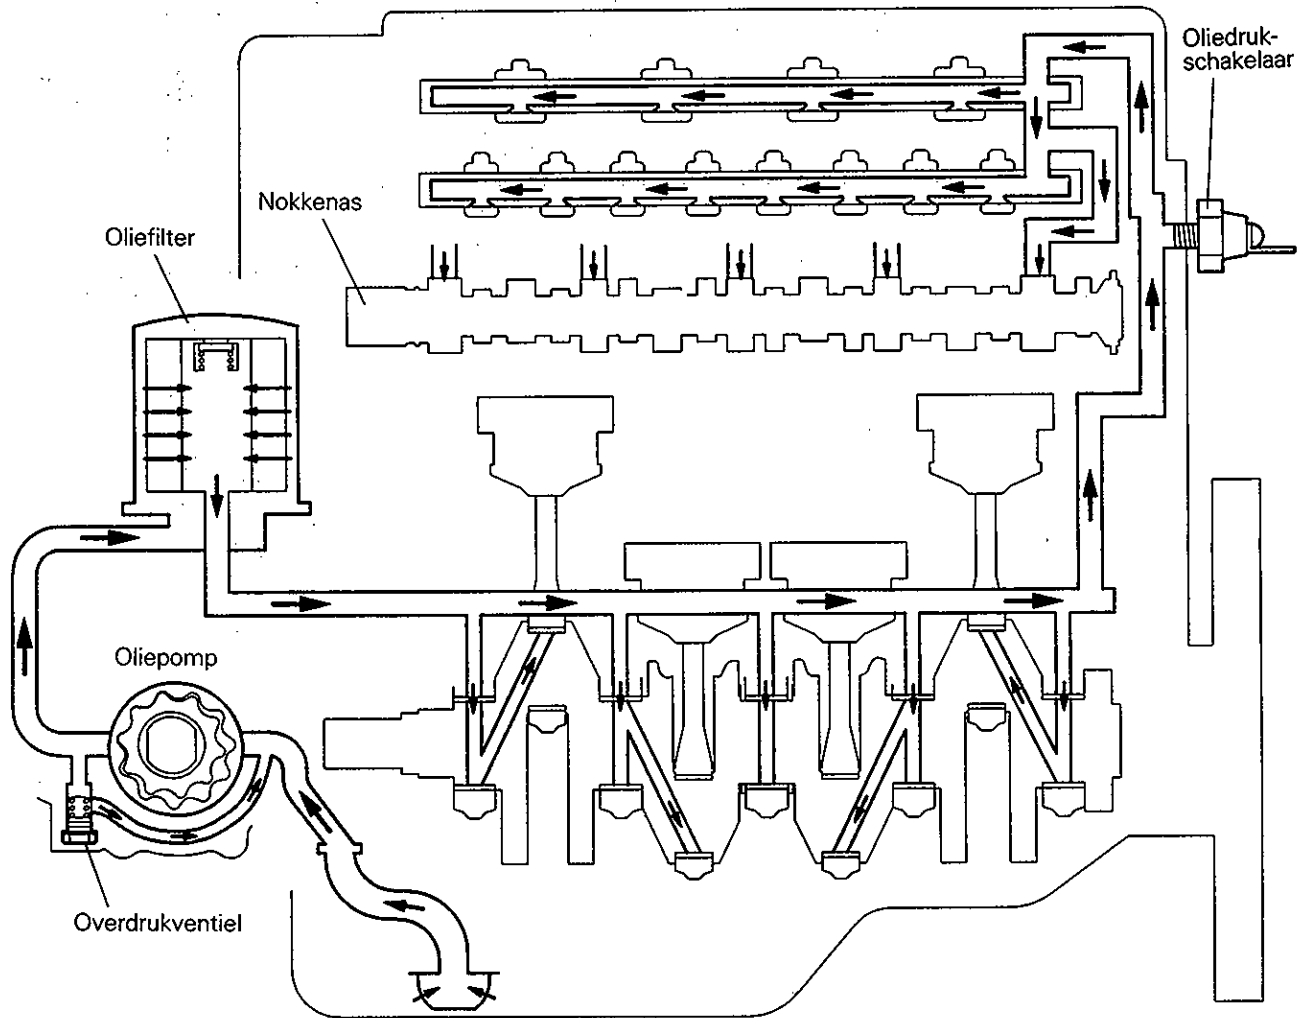 Oliedruk-
schakelaar
Nokkenas
Oliefilter
Oliepomp
Overdrukventiel